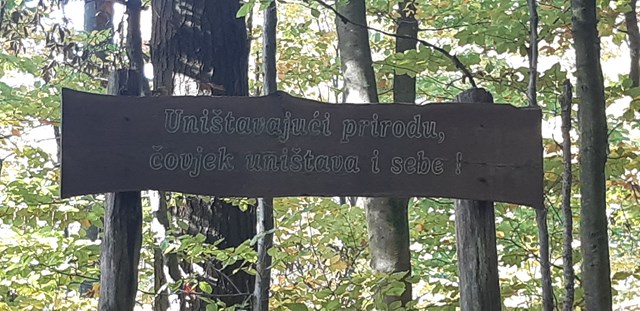 Uništavajući prirodu,
čovjek uništava i sebe !